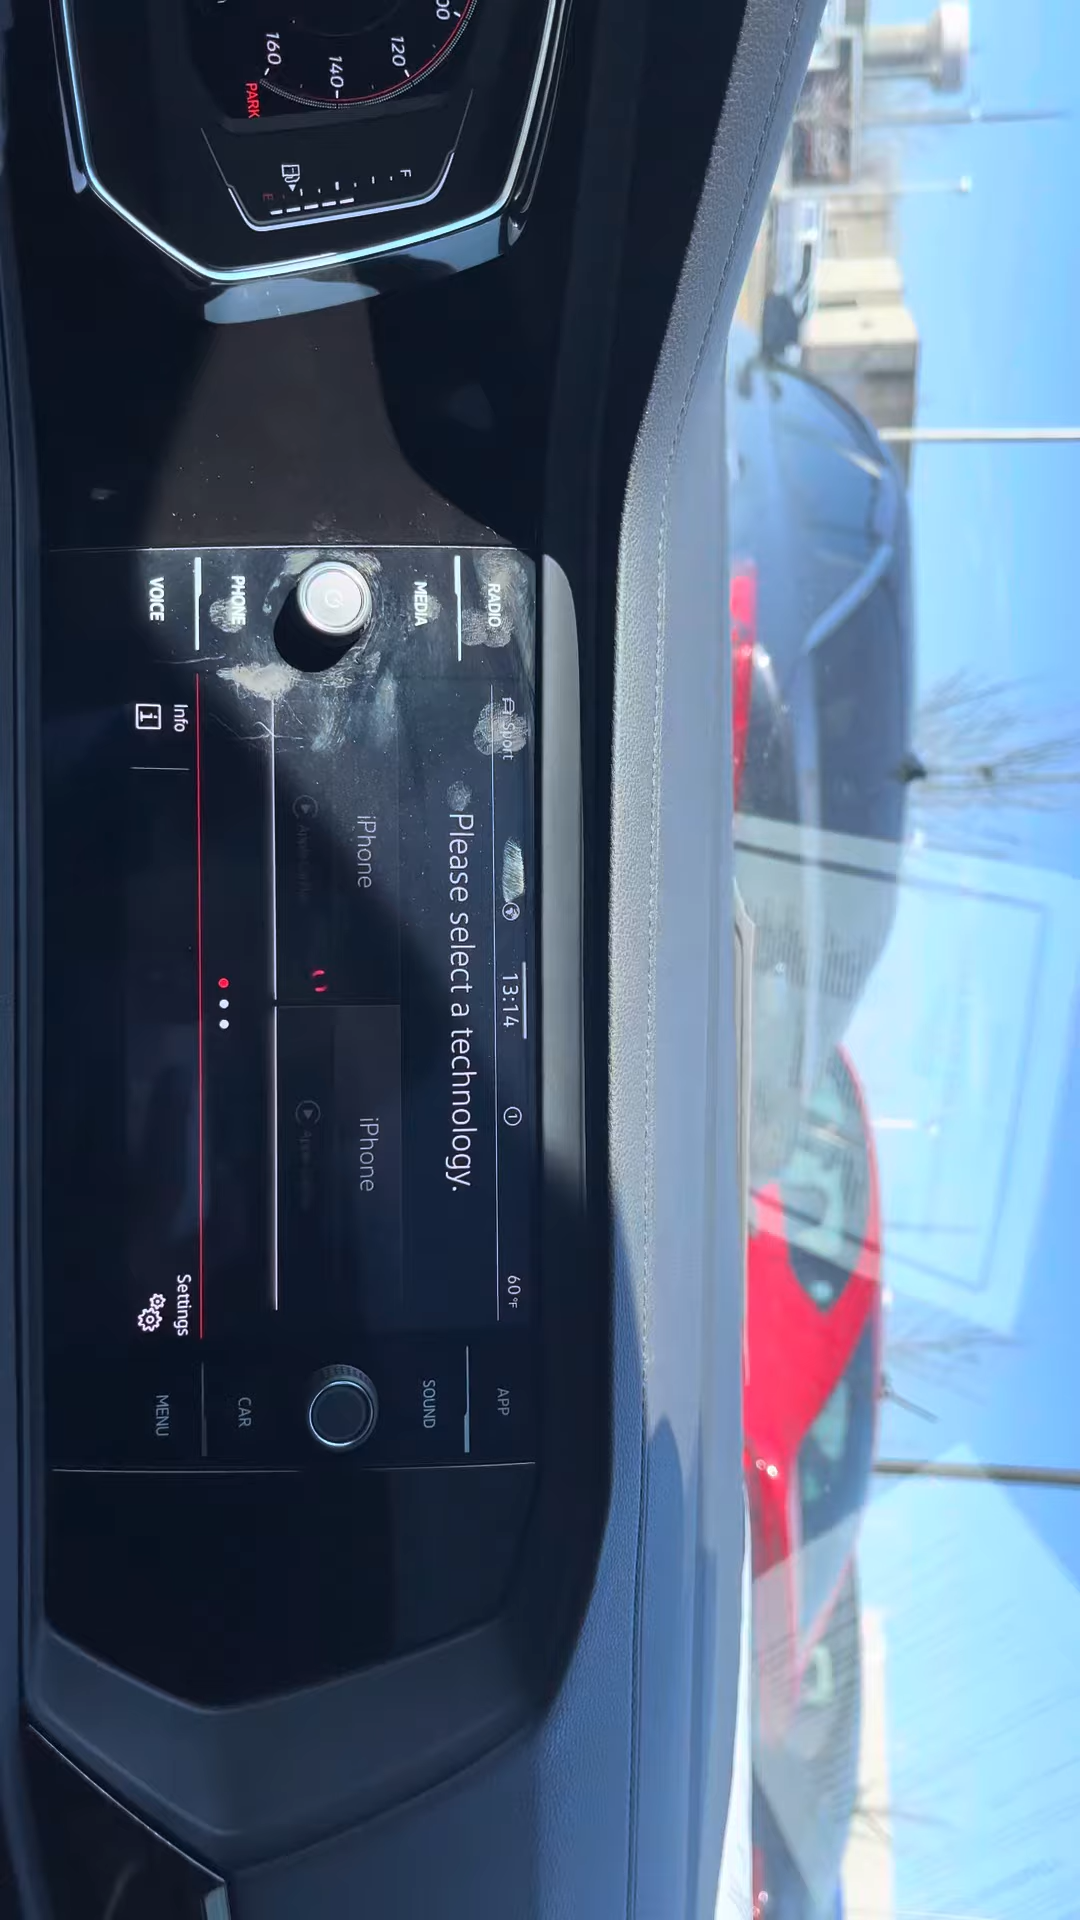 120
140
160
PARK
F
E
RADIO
MEDIA
PHONE
VOICE
Sport
13:14
60°F
Please select a technology.
iPhone
iPhone
Info
Settings
APP
SOUND
CAR
MENU